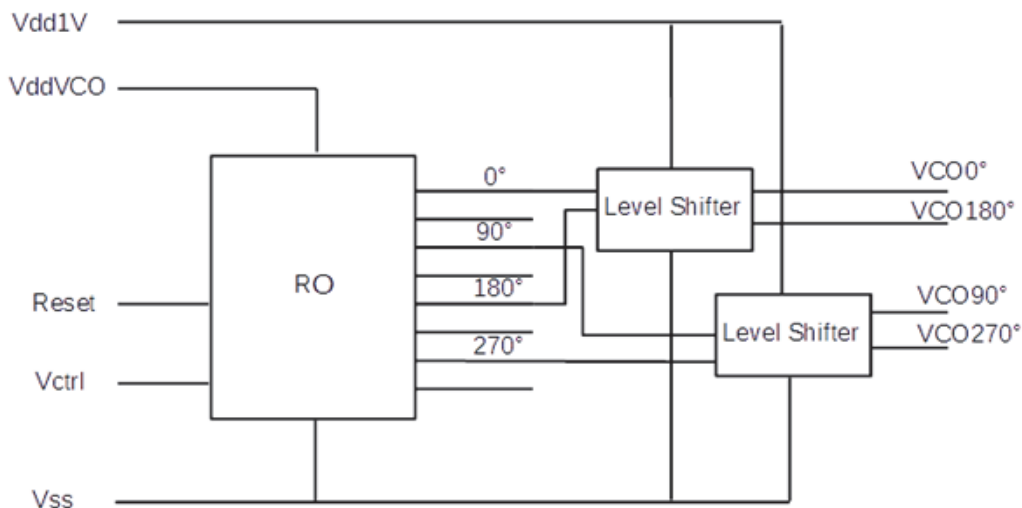 Vdd1V
VddVCO
0°
VCO0°
Level Shifter
VCO180°
90°
RO
180°
Reset
VCO90°
Level Shifter
VCO270°
270°
Vctrl
Vss